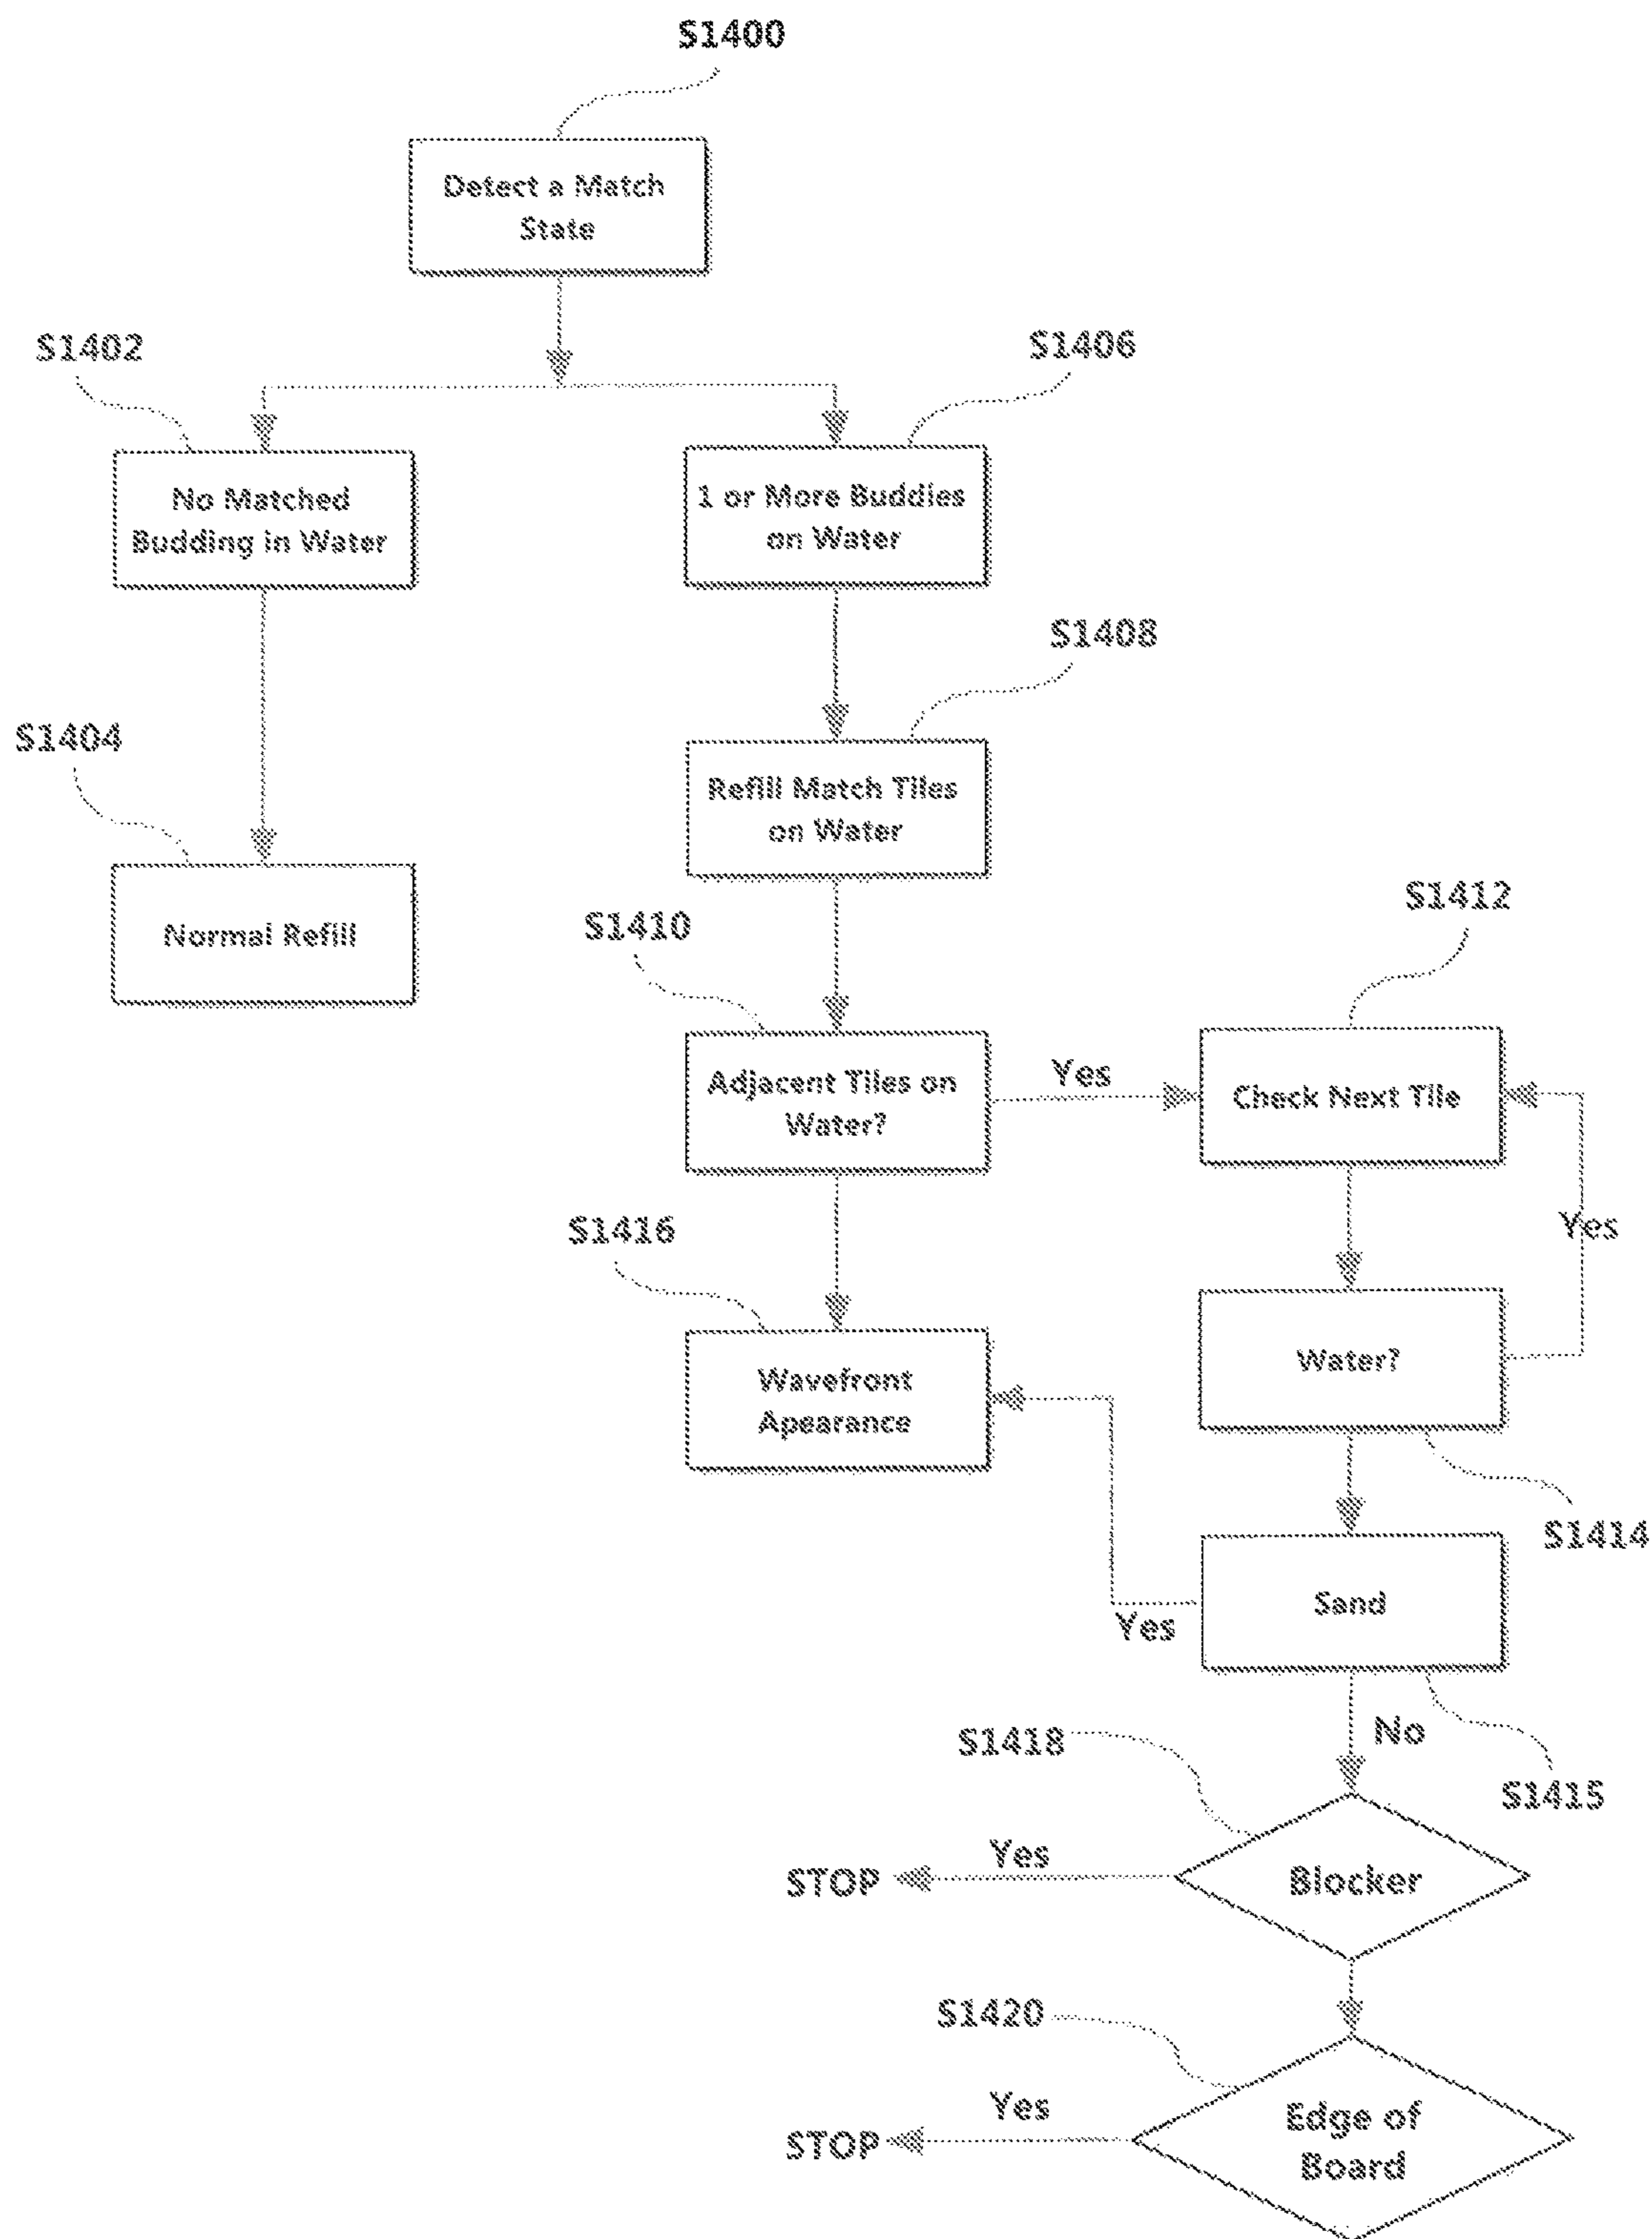 S1400
Detect a Match
State
S1402
S1406
No Matched
Budding in Water
1 or More Buddies
on Water
S1408
S1404
Refill Match Tiles
on Water
Normal Refill
S1410
S1412
Adjacent Tiles on
Water?
Yes
Check Next Tile
Yes
S1416
Water?
Wavefront
Apearance
S1414
Sand
Yes
No
S1418
S1415
Yes
STOP
Blocker
S1420
Yes
STOP
Edge of
Board